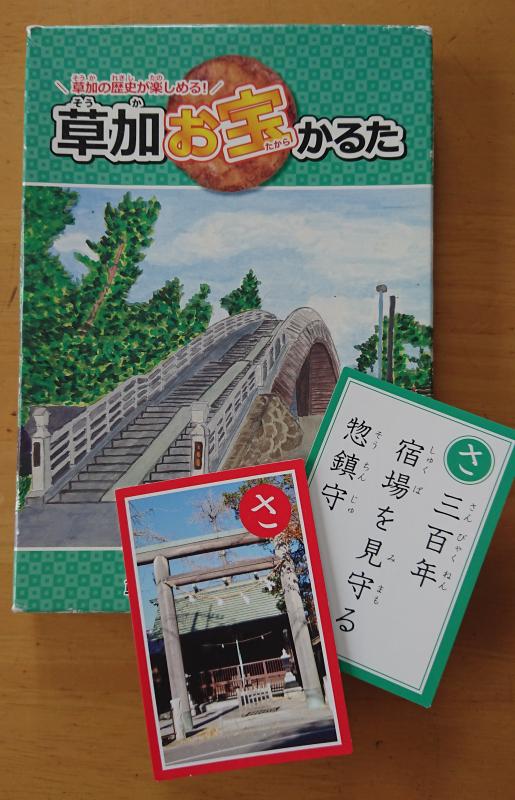 草加の歴史が楽しめる！
草加お宝かるた
さ
三百年
宿場を見守る
惣鎮守
さ